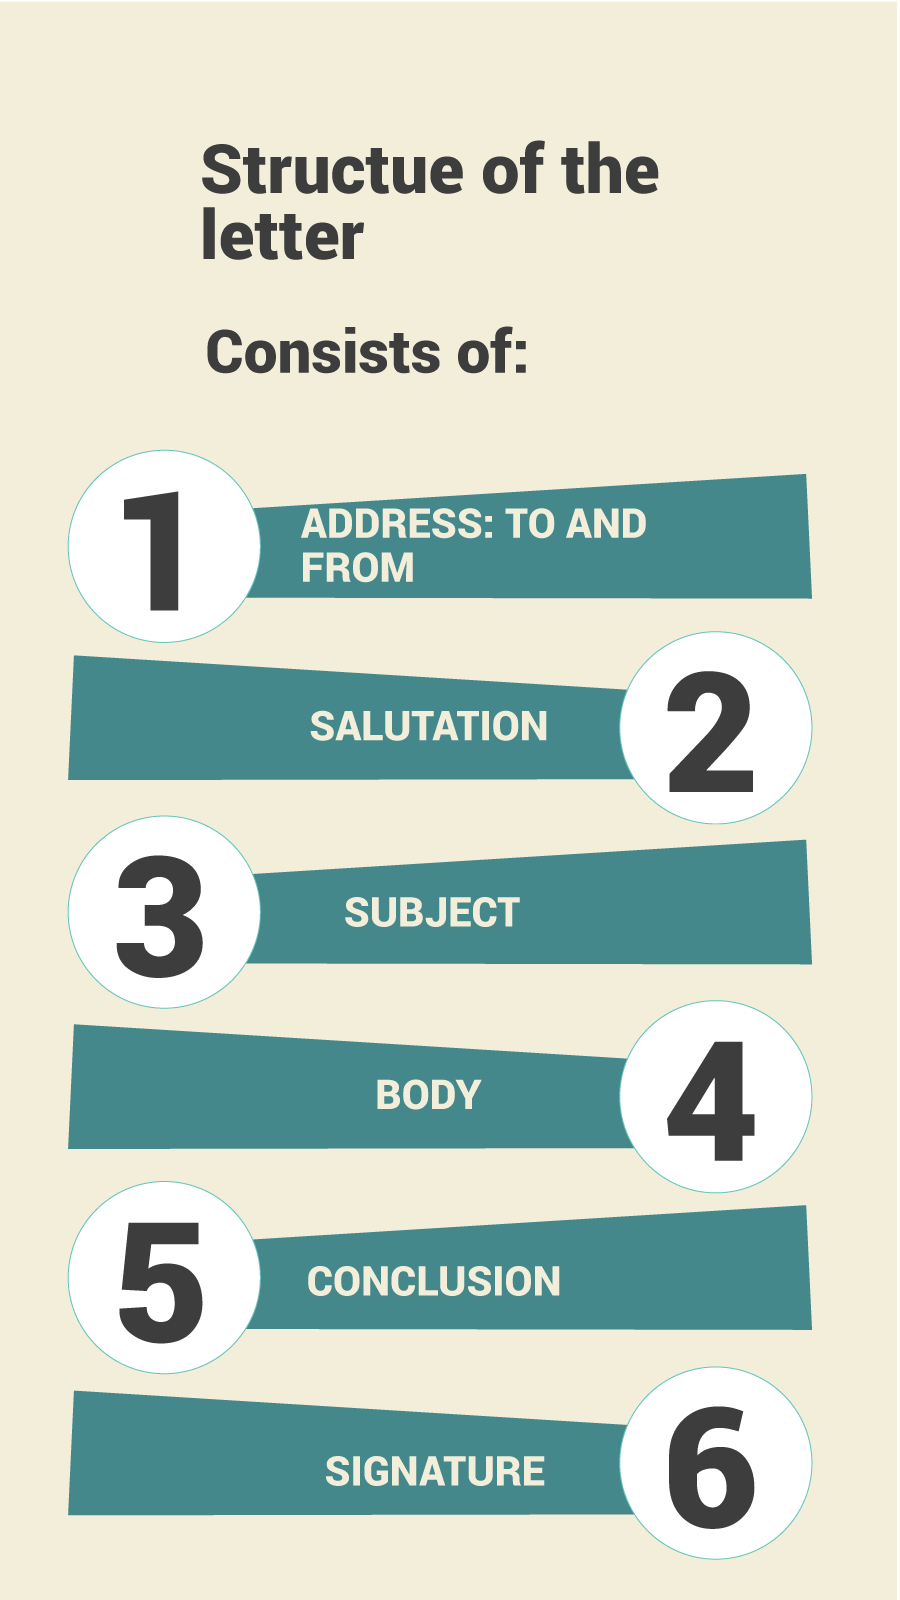 Structue of the
letter
Consists of:
1
ADDRESS: TO AND
FROM
SALUTATION
2
3
SUBJECT
BODY
4
5
CONCLUSION
SIGNATURE
6